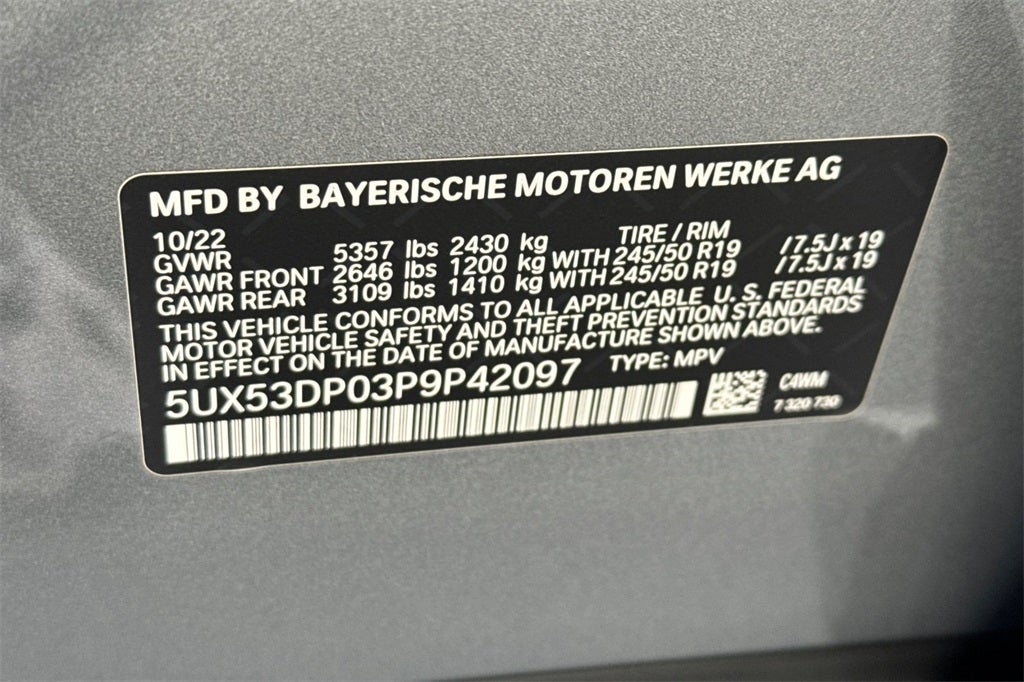 MFD BY BAYERISCHE MOTOREN WERKE AG
10/22 TIRE / RIM
GVWR 5357 lbs 2430 kg
GAWR FRONT 2646 lbs 1200 kg WITH 245/50 R19 / 7.5J x 19
GAWR REAR 3109 lbs 1410 kg WITH 245/50 R19 / 7.5J x 19
THIS VEHICLE CONFORMS TO ALL APPLICABLE U. S. FEDERAL
MOTOR VEHICLE SAFETY AND THEFT PREVENTION STANDARDS
IN EFFECT ON THE DATE OF MANUFACTURE SHOWN ABOVE.
5UX53DP03P9P42097 TYPE: MPV
C4WM
7 320 730